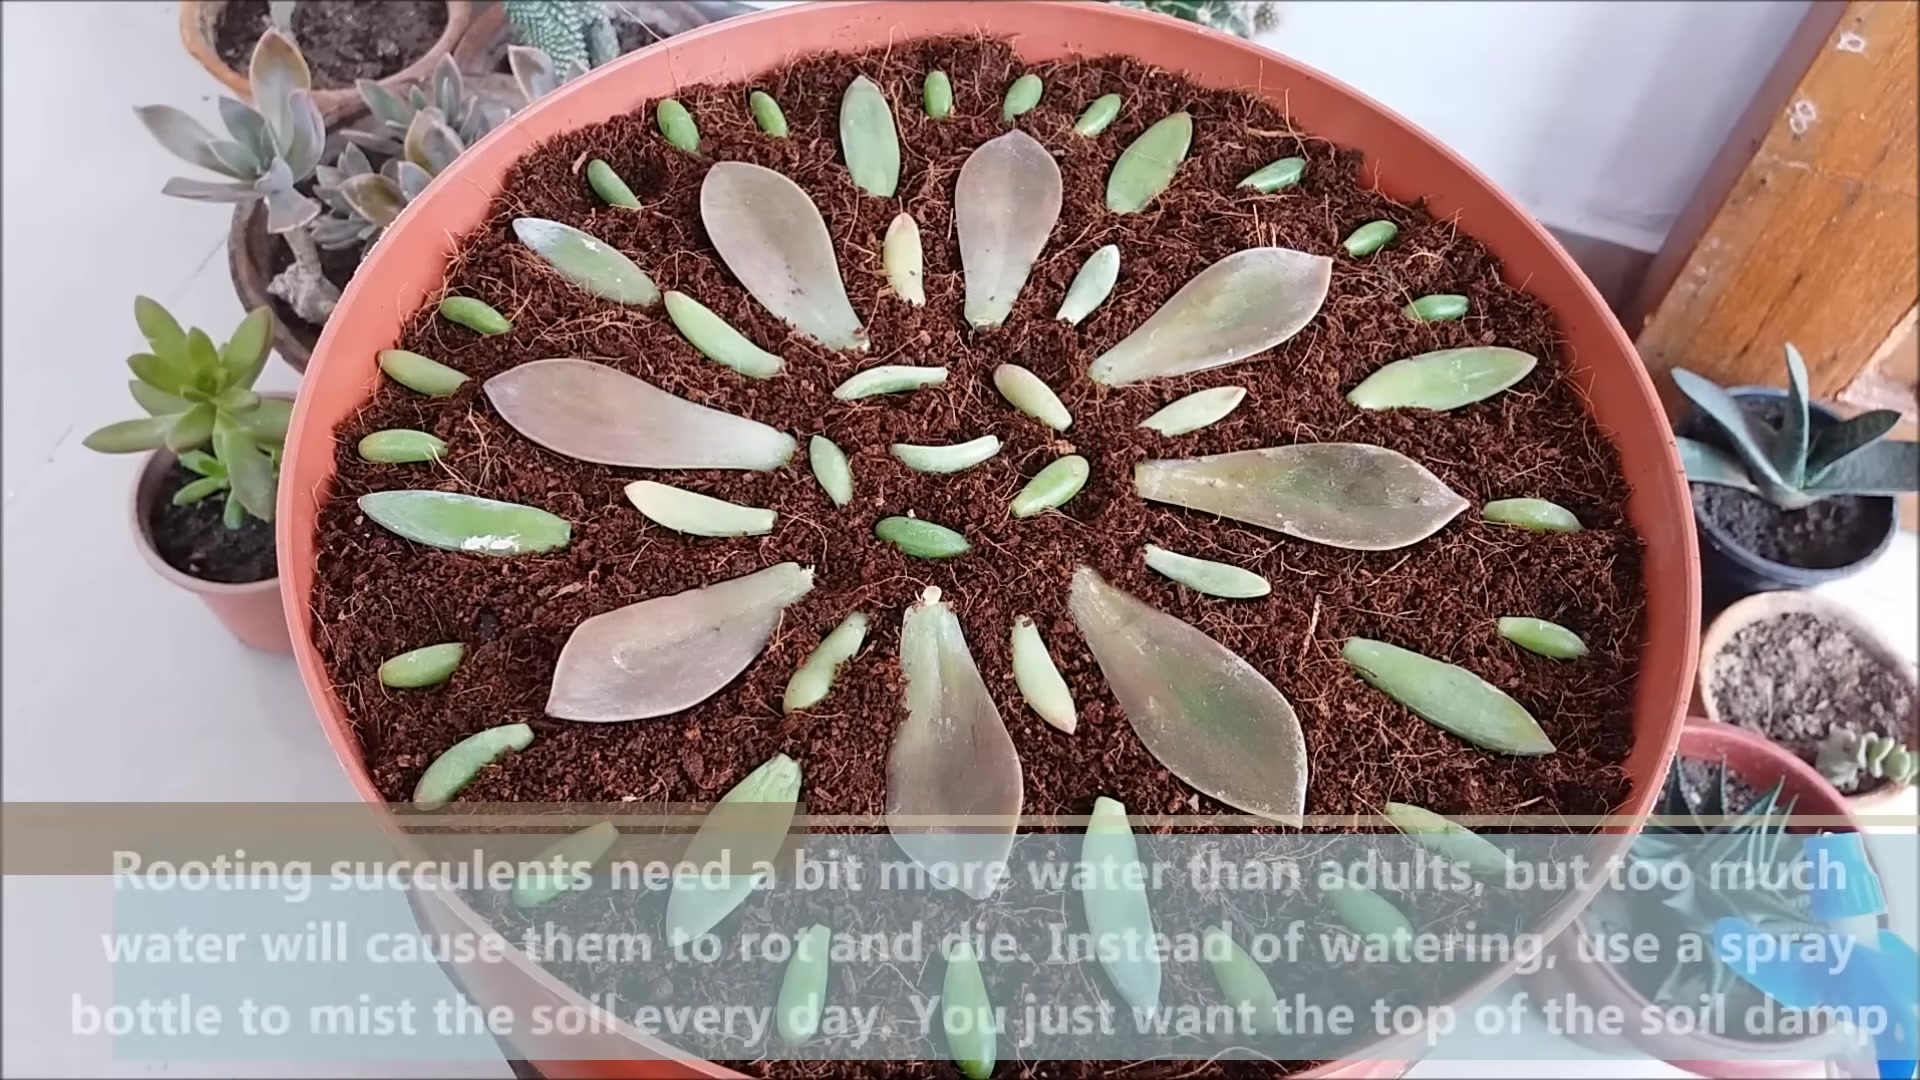 Rooting succulents need a bit more water than adults, but too much
water will cause them to rot and die. Instead of watering, use a spray
bottle to mist the soil every day. You just want the top of the soil damp